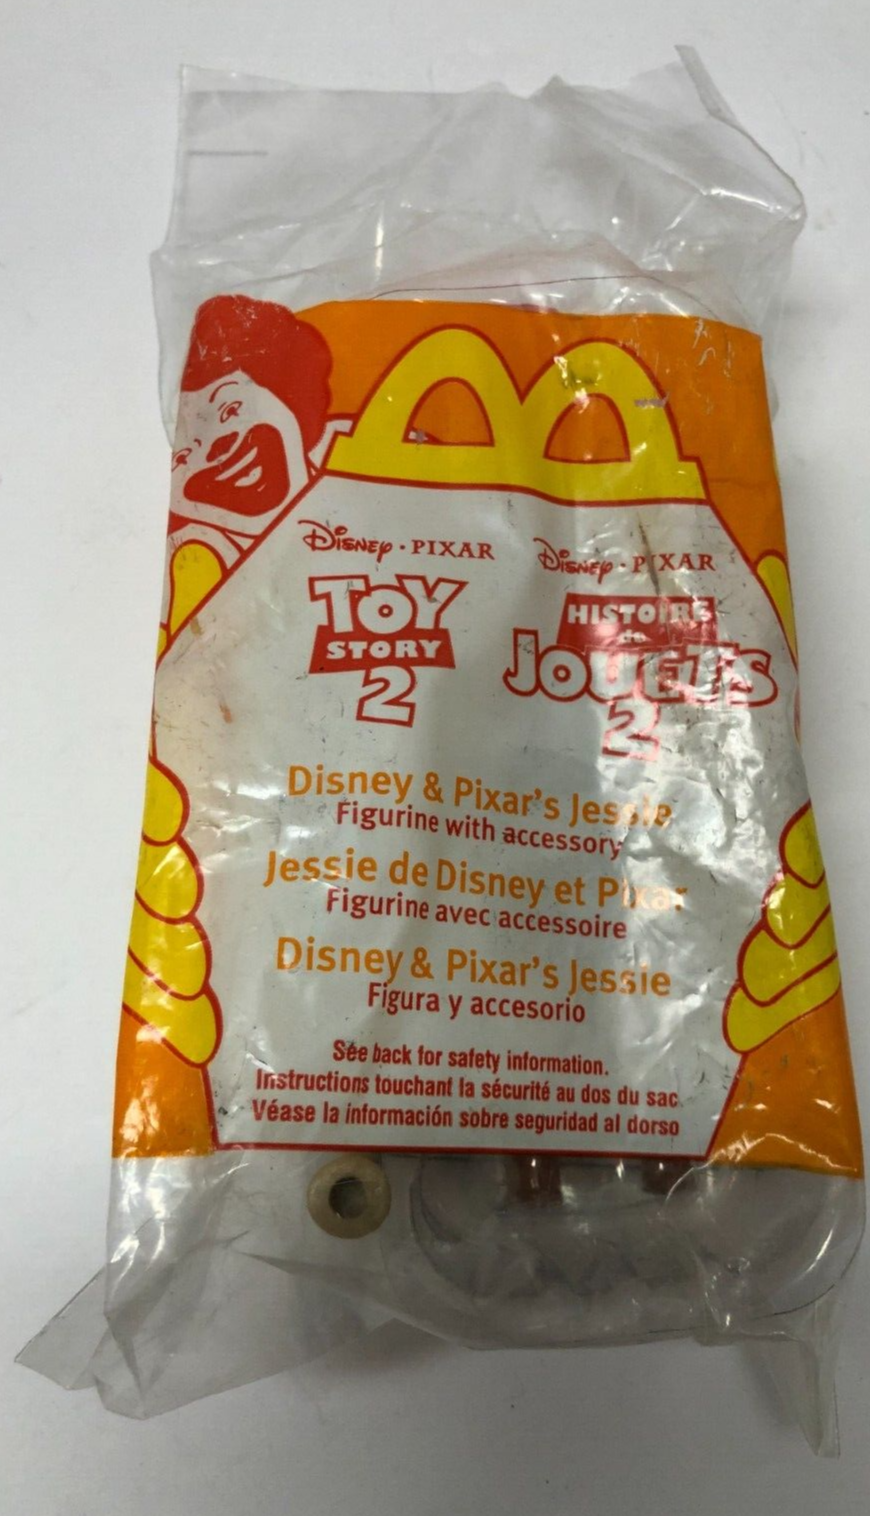 Disney · PIXAR
TOY
STORY
2
Disney · PIXAR
HISTOIRE
de
JOUETS
2
Disney & Pixar's Jessie
Figurine with accessory
Jessie de Disney et Pixar
Figurine avec accessoire
Disney & Pixar's Jessie
Figura y accesorio
See back for safety information.
Instructions touchant la sécurité au dos du sac.
Véase la información sobre seguridad al dorso